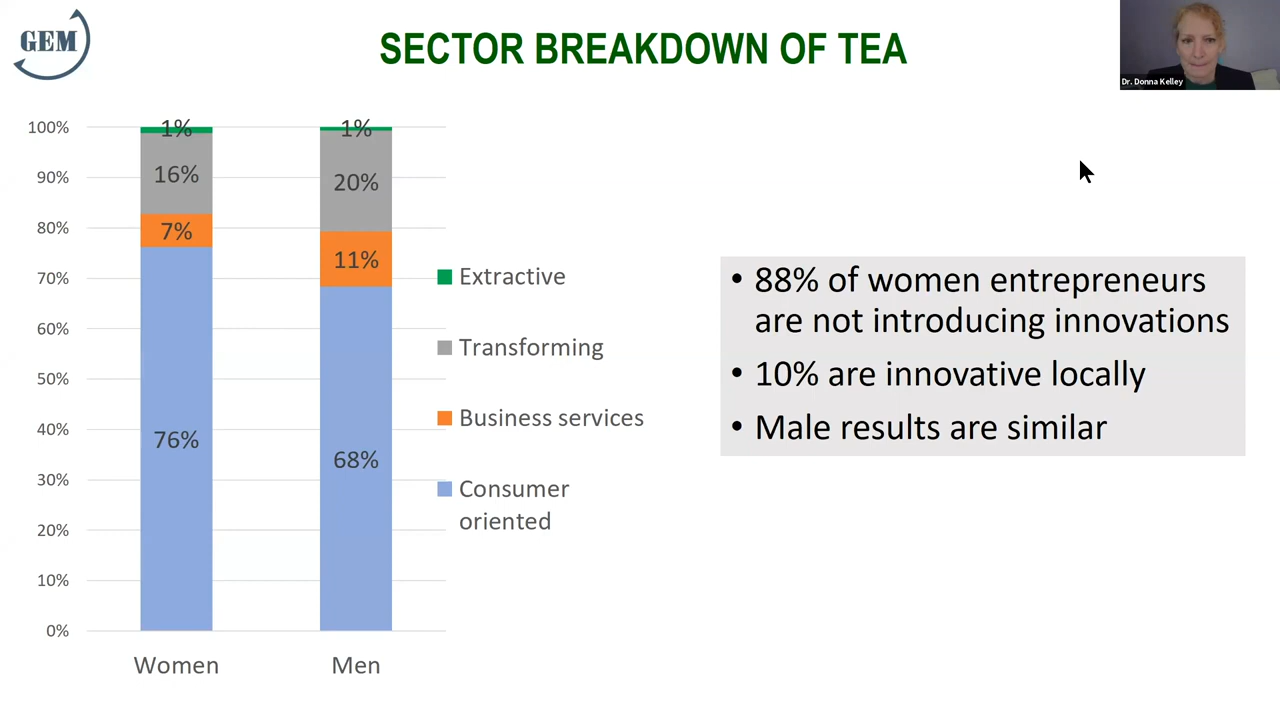 GEM
SECTOR BREAKDOWN OF TEA
Dr. Donna Kelley
100%
90%
80%
70%
60%
50%
40%
30%
20%
10%
0%
1%
16%
7%
76%
1%
20%
11%
68%
Women
Men
Extractive
Transforming
Business services
Consumer
oriented
• 88% of women entrepreneurs
are not introducing innovations
• 10% are innovative locally
• Male results are similar